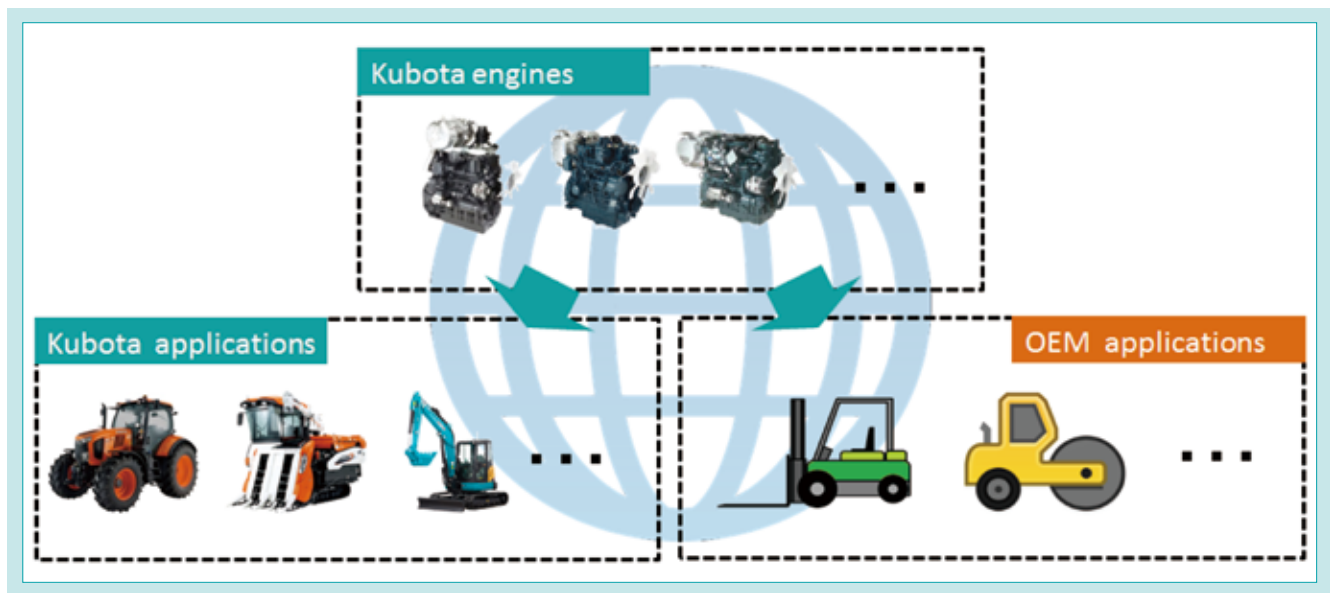 Kubota engines
...
Kubota applications
...
OEM applications
...